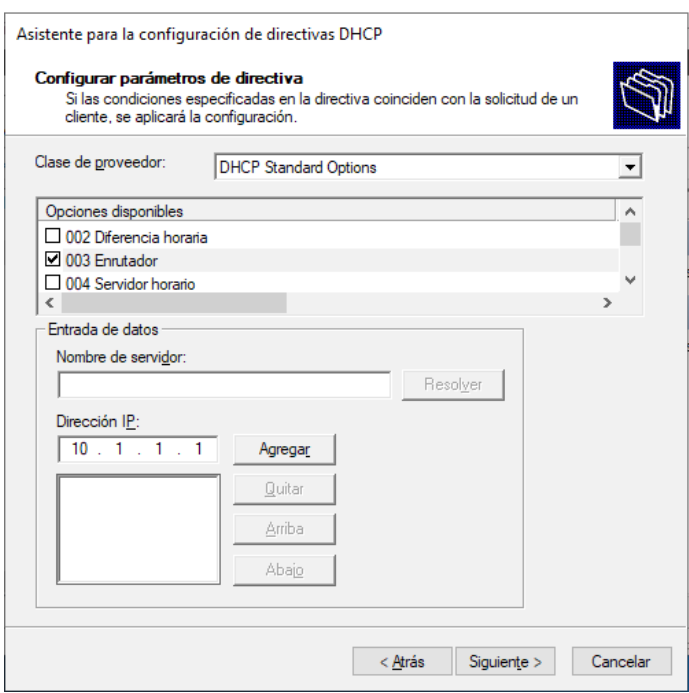 Asistente para la configuración de directivas DHCP
Configurar parámetros de directiva
Si las condiciones especificadas en la directiva coinciden con la solicitud de un
cliente, se aplicará la configuración.
Clase de proveedor:
DHCP Standard Options
Opciones disponibles
002 Diferencia horaria
003 Enrutador
004 Servidor horario
Entrada de datos
Nombre de servidor:
Resolver
Dirección IP:
10 . 1 . 1 . 1
Agregar
Quitar
Arriba
Abajo
< Atrás
Siguiente >
Cancelar